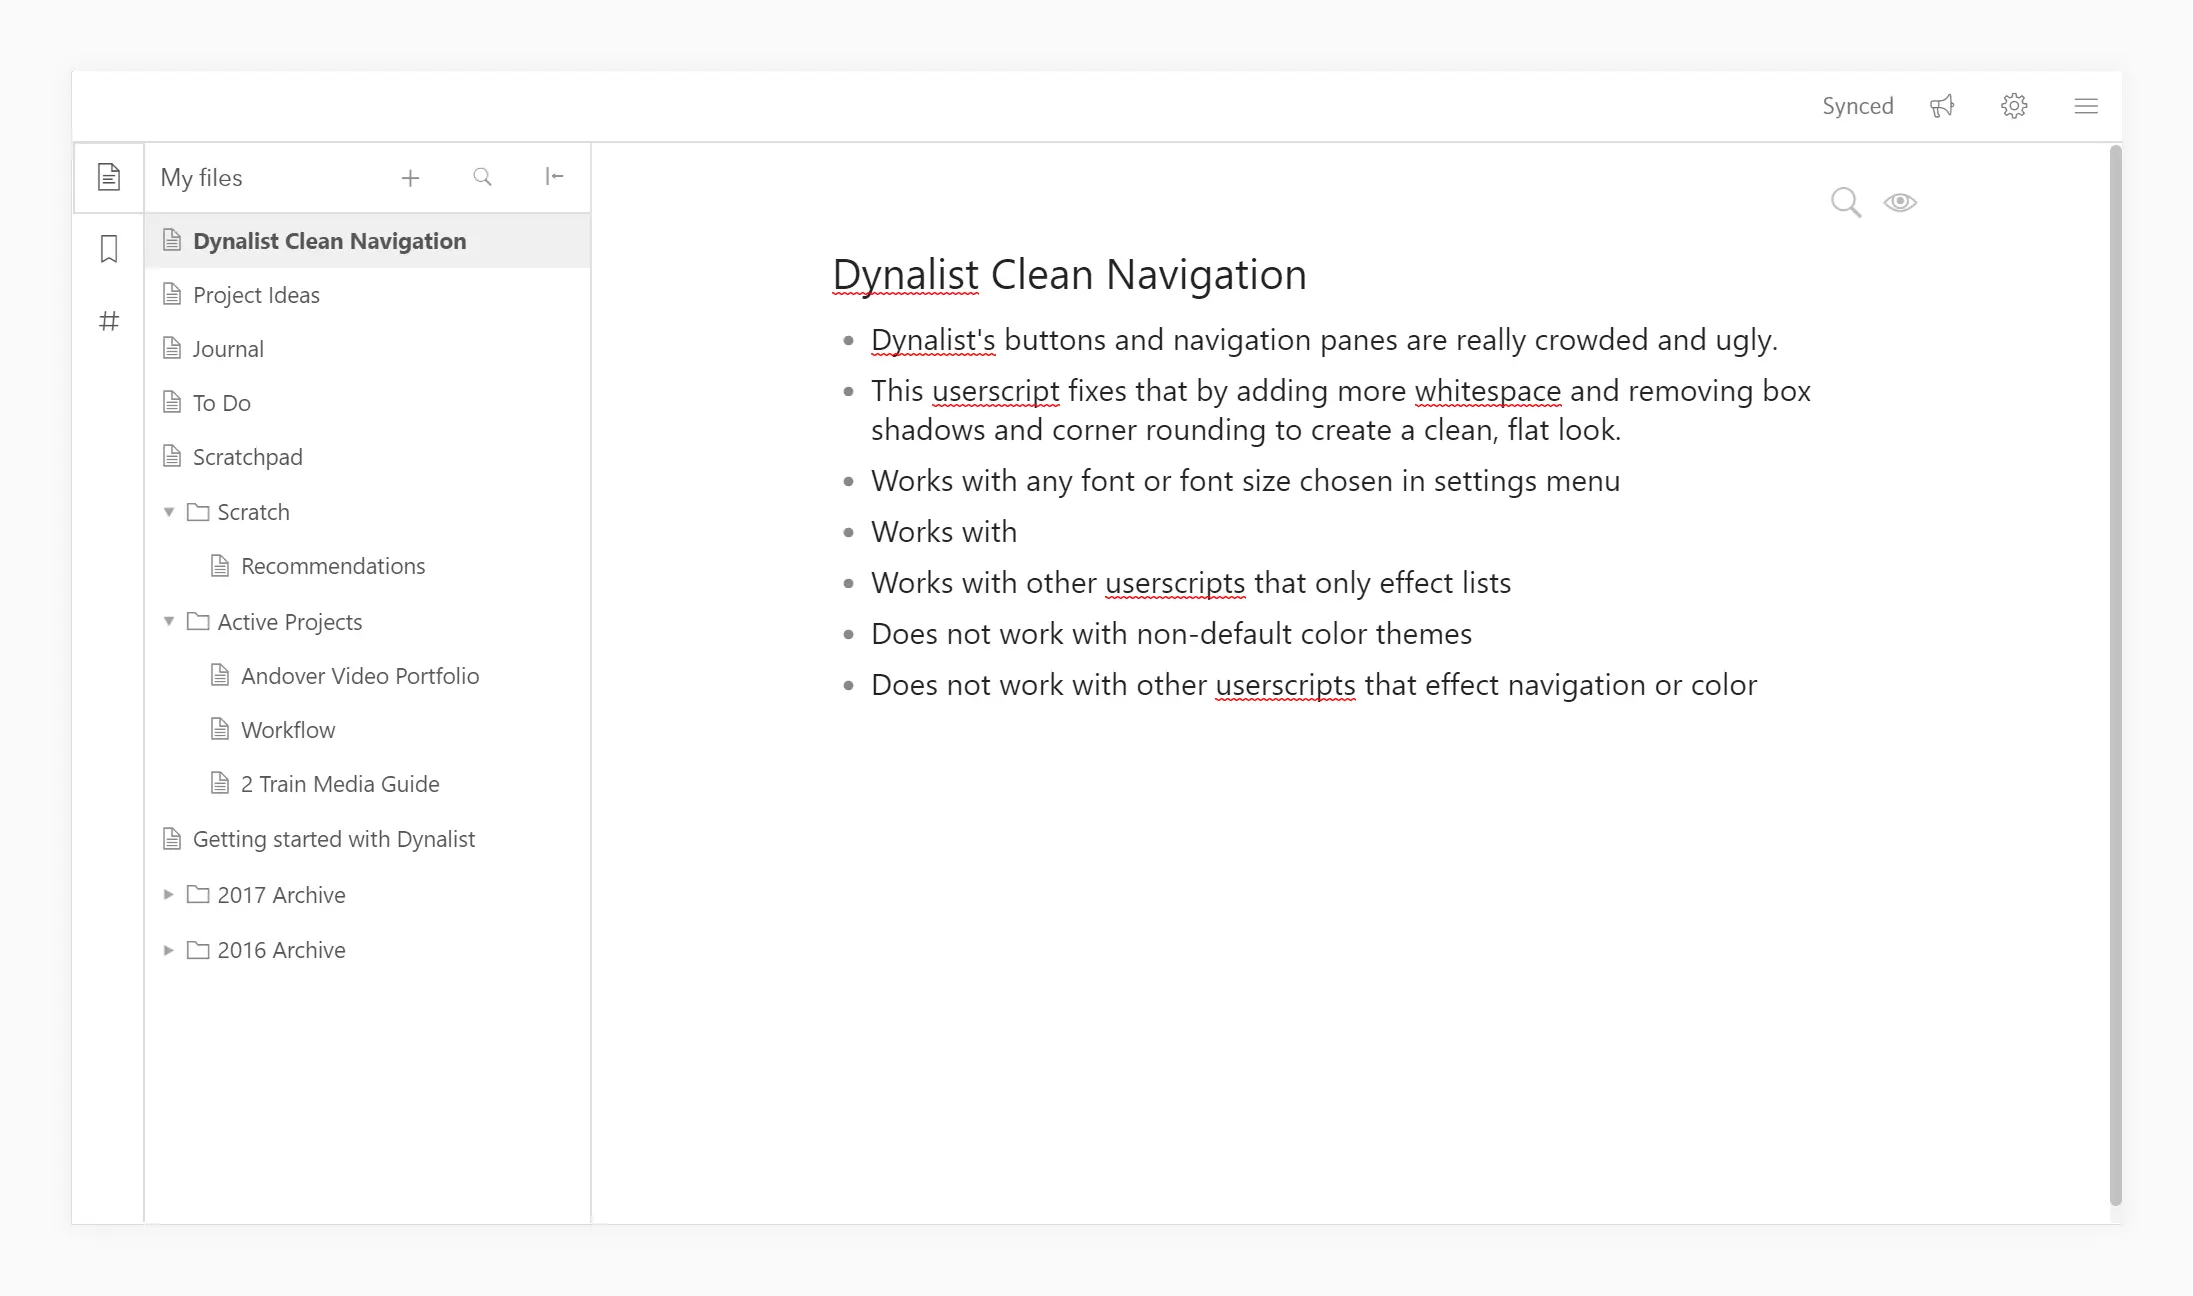 Synced
My files
Dynalist Clean Navigation
Project Ideas
Journal
To Do
Scratchpad
Scratch
Recommendations
Active Projects
Andover Video Portfolio
Workflow
2 Train Media Guide
Getting started with Dynalist
2017 Archive
2016 Archive
Dynalist Clean Navigation
Dynalist's buttons and navigation panes are really crowded and ugly.
This userscript fixes that by adding more whitespace and removing box
shadows and corner rounding to create a clean, flat look.
Works with any font or font size chosen in settings menu
Works with
Works with other userscripts that only effect lists
Does not work with non-default color themes
Does not work with other userscripts that effect navigation or color